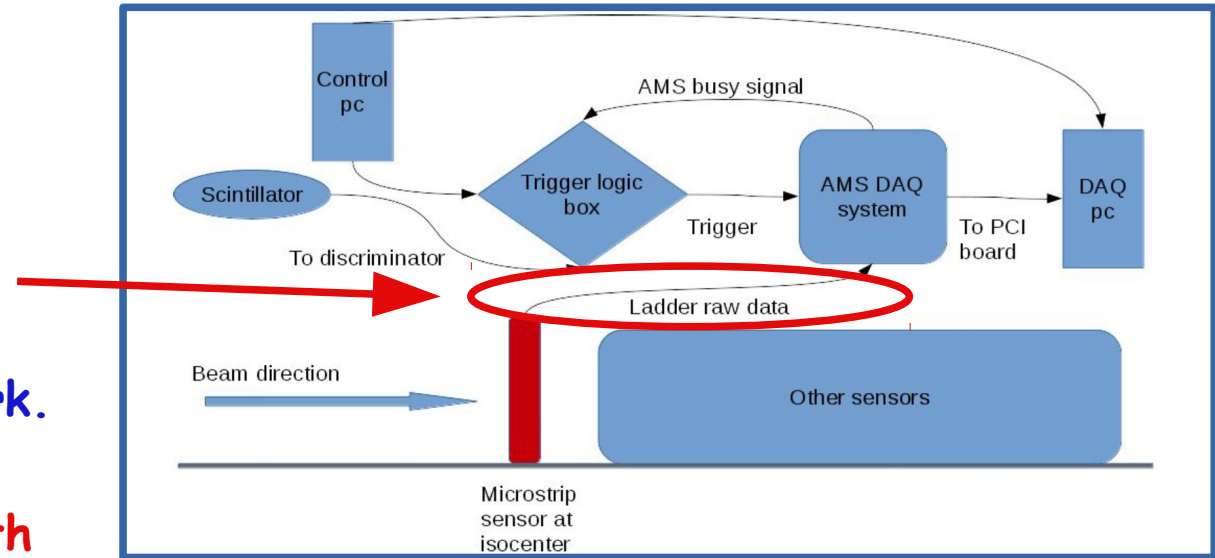 Control
pc
AMS busy signal
Scintillator
Trigger logic
box
AMS DAQ
system
DAQ
pc
Trigger
To PCI
board
To discriminator
Ladder raw data
Beam direction
Other sensors
Microstrip
sensor at
isocenter